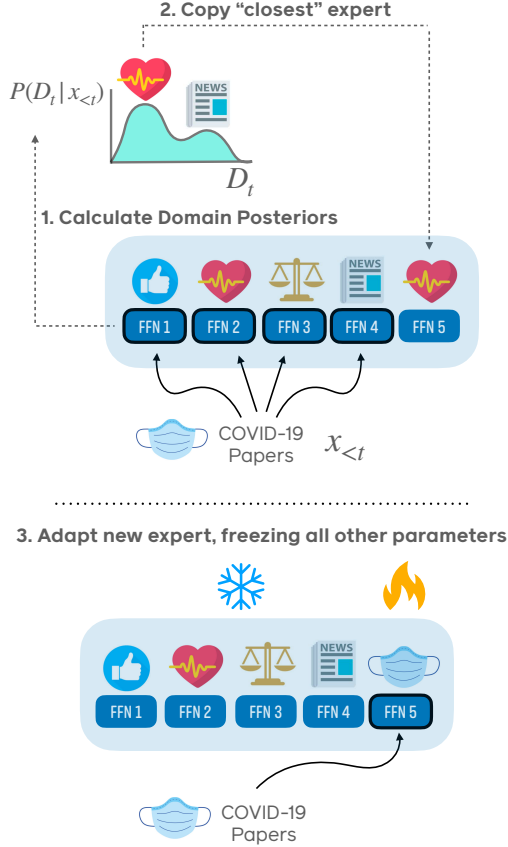 2. Copy “closest” expert
P(D_t | x_{<t})
NEWS
D_t
1. Calculate Domain Posteriors
NEWS
FFN 1 FFN 2 FFN 3 FFN 4 FFN 5
COVID-19
Papers
x_{<t}
3. Adapt new expert, freezing all other parameters
NEWS
FFN 1 FFN 2 FFN 3 FFN 4 FFN 5
COVID-19
Papers